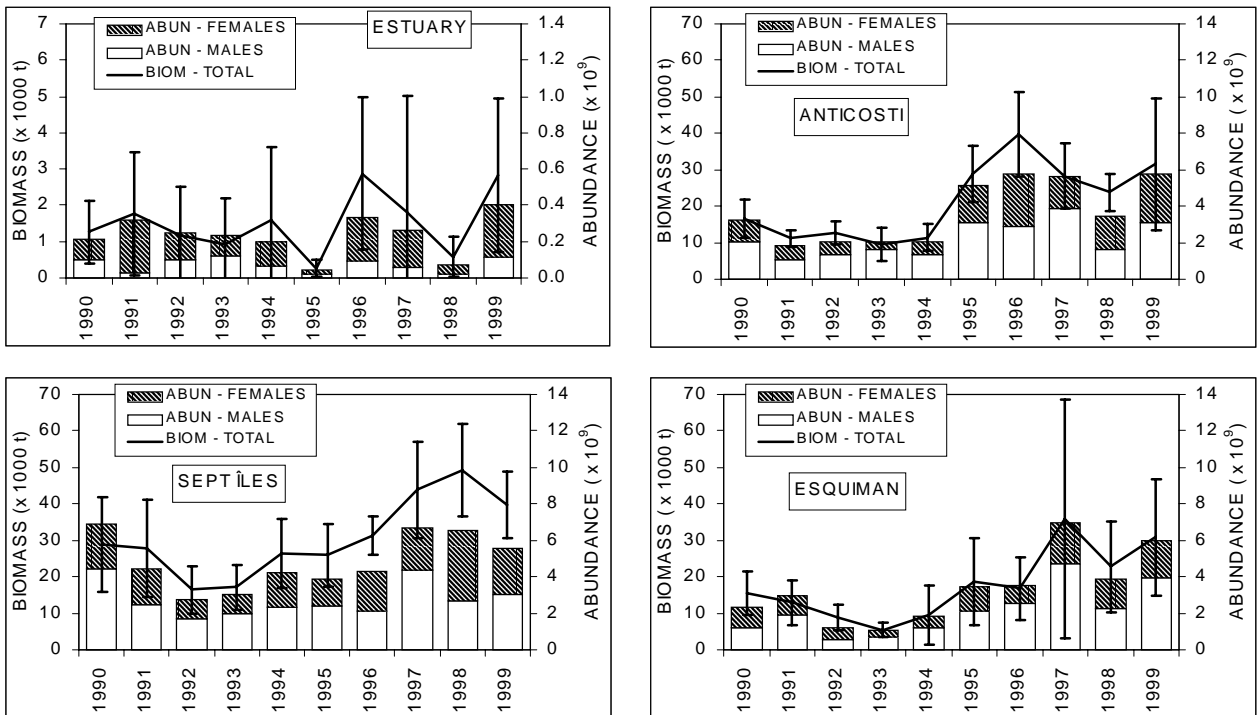 ABUN - FEMALES
ABUN - MALES
BIOM - TOTAL
ESTUARY
BIOMASS (x 1000 t)
7
6
5
4
3
2
1
0
ABUNDANCE (x 10⁹)
1.4
1.2
1.0
0.8
0.6
0.4
0.2
0.0
1990 1991 1992 1993 1994 1995 1996 1997 1998 1999
ABUN - FEMALES
ABUN - MALES
BIOM - TOTAL
ANTICOSTI
BIOMASS (x 1000 t)
70
60
50
40
30
20
10
0
ABUNDANCE (x 10⁹)
14
12
10
8
6
4
2
0
1990 1991 1992 1993 1994 1995 1996 1997 1998 1999
ABUN - FEMALES
ABUN - MALES
BIOM - TOTAL
SEPT ÎLES
BIOMASS (x 1000 t)
70
60
50
40
30
20
10
0
ABUNDANCE (x 10⁹)
14
12
10
8
6
4
2
0
1990 1991 1992 1993 1994 1995 1996 1997 1998 1999
ABUN - FEMALES
ABUN - MALES
BIOM - TOTAL
ESQUIMAN
BIOMASS (x 1000 t)
70
60
50
40
30
20
10
0
ABUNDANCE (x 10⁹)
14
12
10
8
6
4
2
0
1990 1991 1992 1993 1994 1995 1996 1997 1998 1999